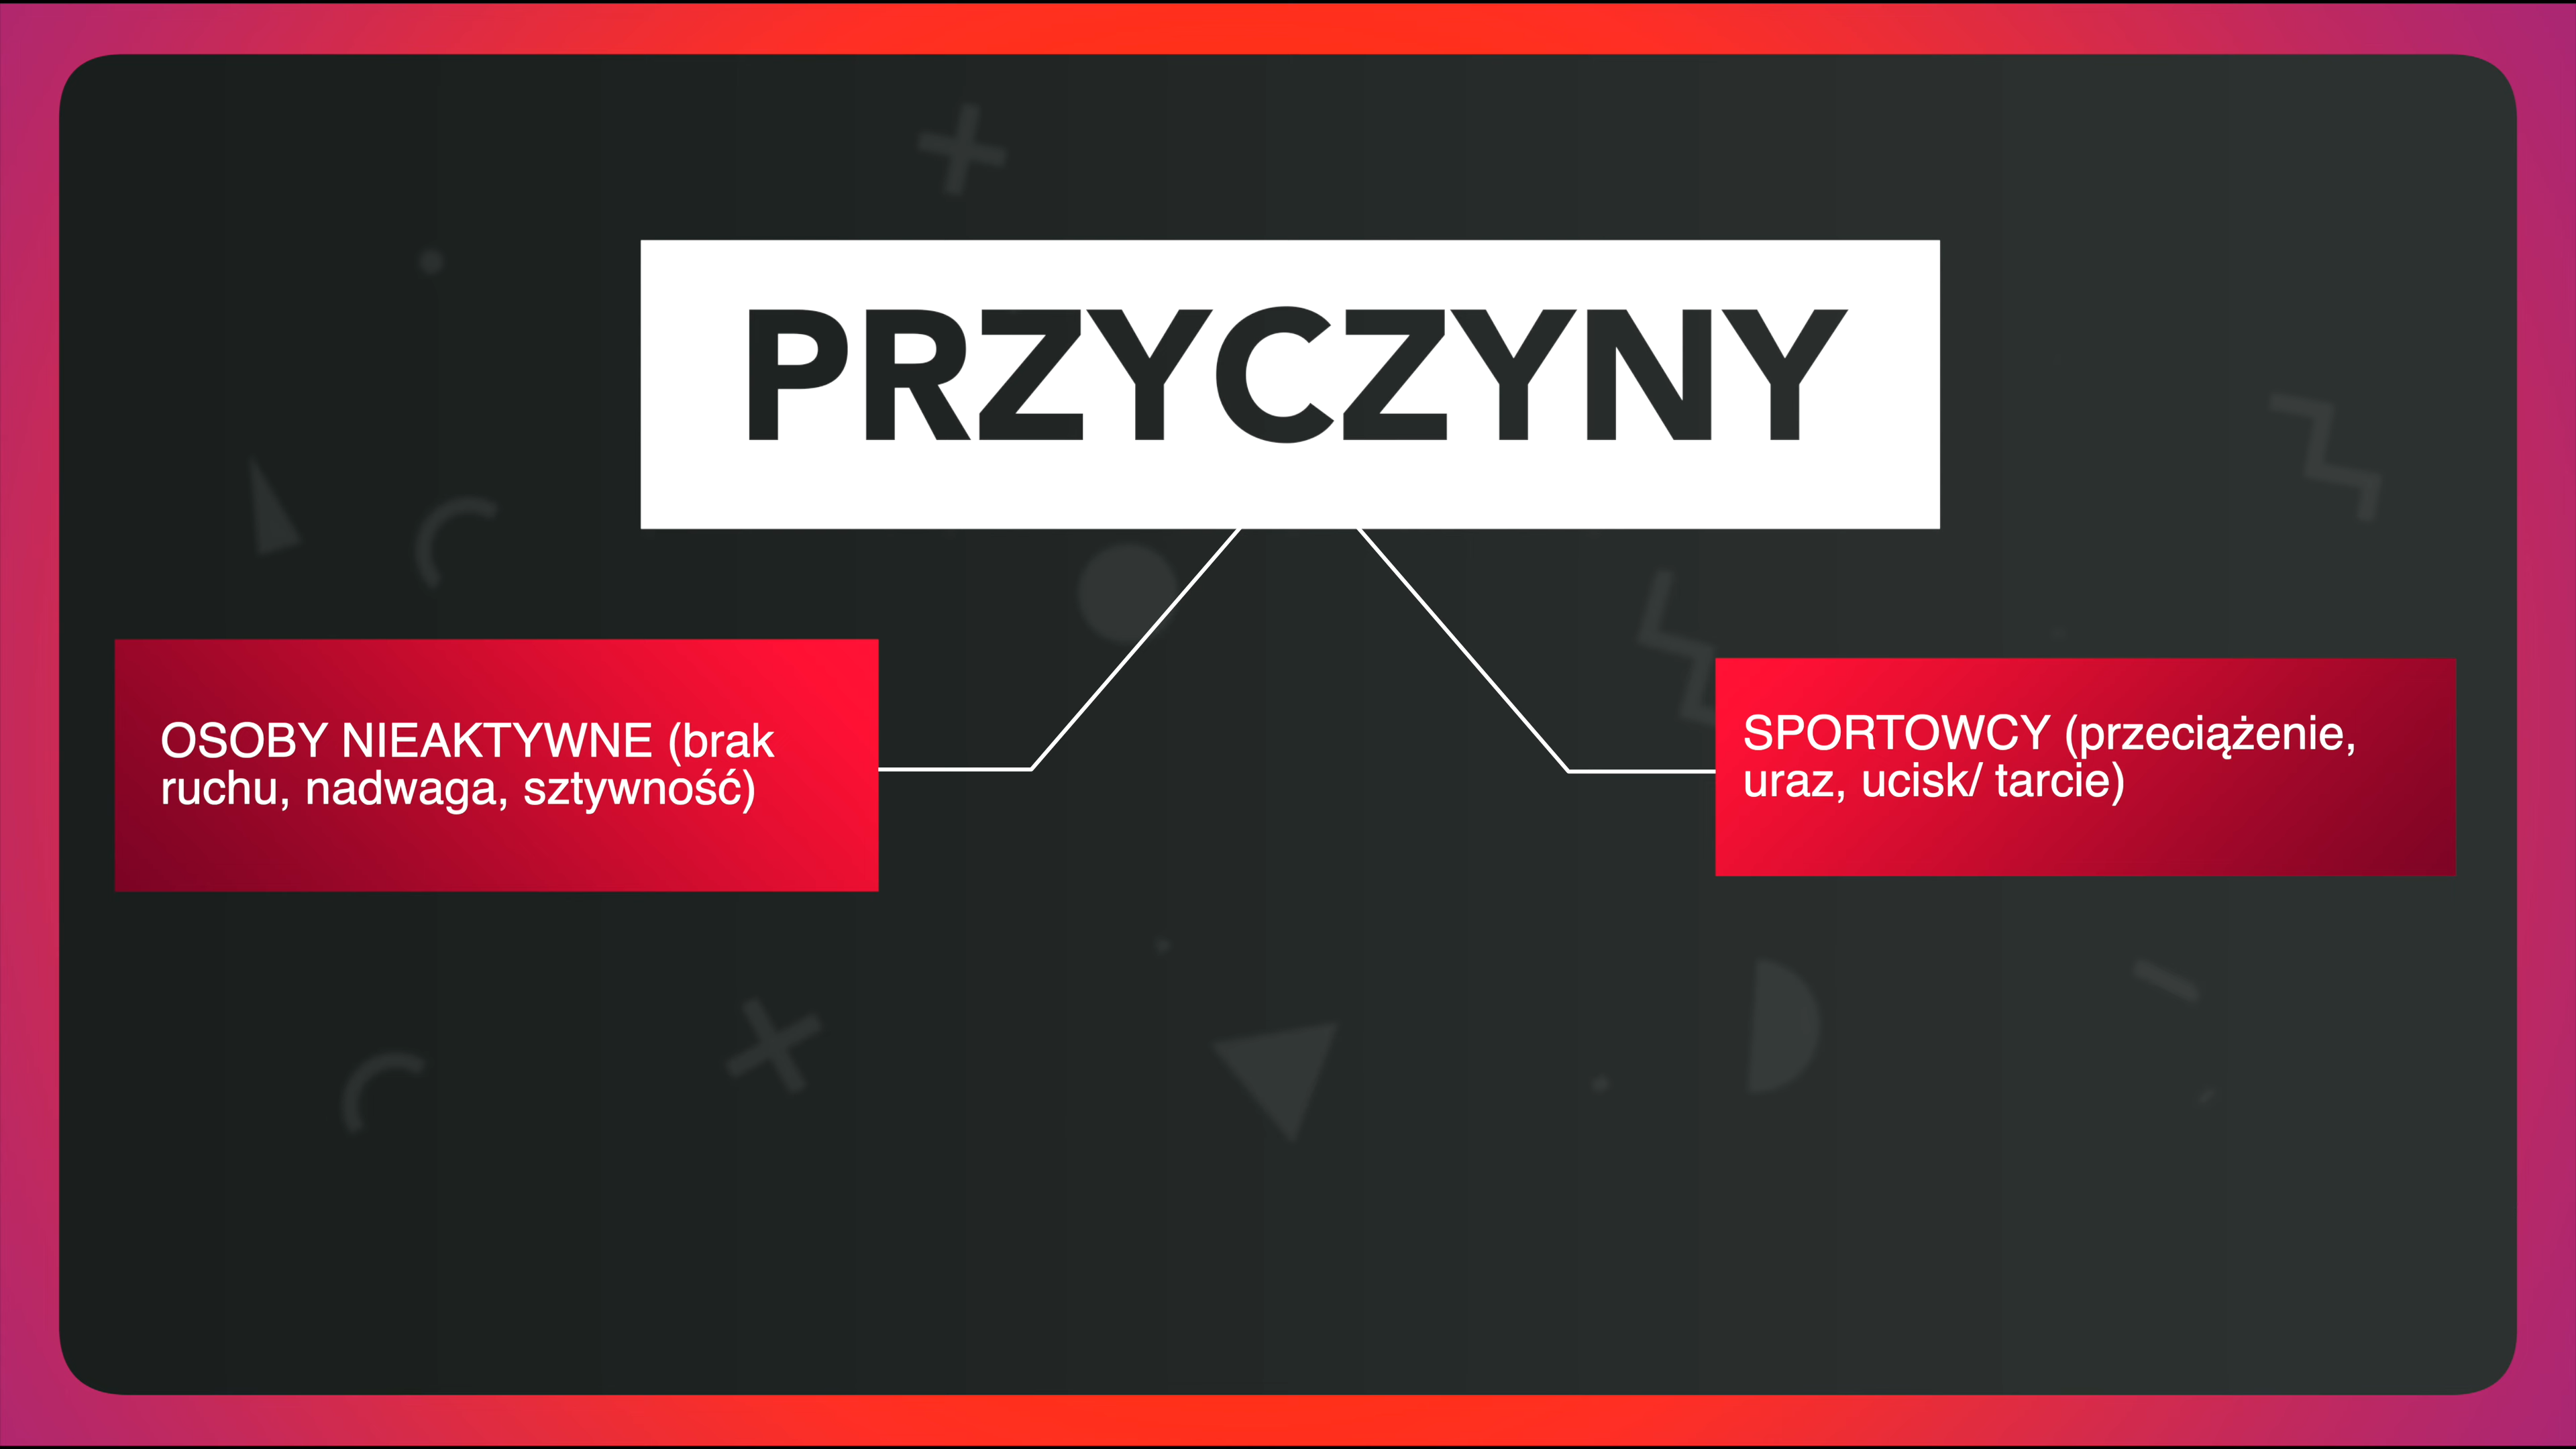 PRZYCZYNY
OSOBY NIEAKTYWNE (brak
ruchu, nadwaga, sztywność)
SPORTOWCY (przeciążenie,
uraz, ucisk/ tarcie)